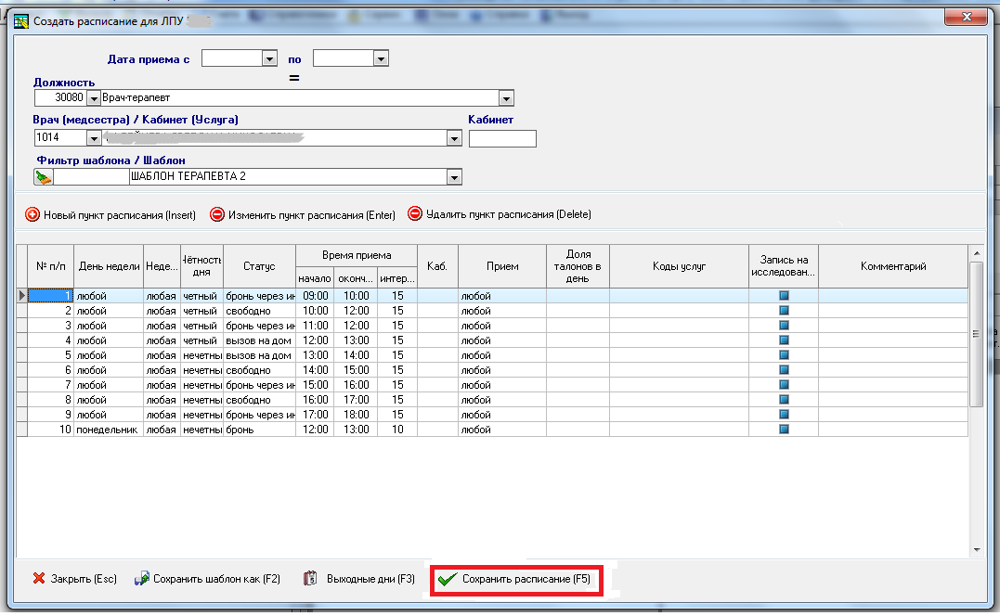 Создать расписание для ЛПУ
Дата приема с по
=
Должность
30080 Врач-терапевт
Врач (медсестра) / Кабинет (Услуга) Кабинет
1014
Фильтр шаблона / Шаблон
ШАБЛОН ТЕРАПЕВТА 2
Новый пункт расписания (Insert) Изменить пункт расписания (Enter) Удалить пункт расписания (Delete)
№ п/п День недели Неде... Чётность дня Статус Время приема начало оконч... интер... Каб. Прием Доля талонов в день Коды услуг Запись на исследован... Комментарий
1 любой любая четный бронь через ин 09:00 10:00 15 любой
2 любой любая четный свободно 10:00 12:00 15 любой
3 любой любая четный бронь через ин 11:00 12:00 15 любой
4 любой любая четный вызов на дом 12:00 13:00 15 любой
5 любой любая нечетны вызов на дом 13:00 14:00 15 любой
6 любой любая нечетны свободно 14:00 15:00 15 любой
7 любой любая нечетны бронь через ин 15:00 16:00 15 любой
8 любой любая нечетны свободно 16:00 17:00 15 любой
9 любой любая нечетны бронь через ин 17:00 18:00 15 любой
10 понедельник любая нечетны бронь 12:00 13:00 10 любой
Закрыть (Esc) Сохранить шаблон как (F2) Выходные дни (F3) Сохранить расписание (F5)